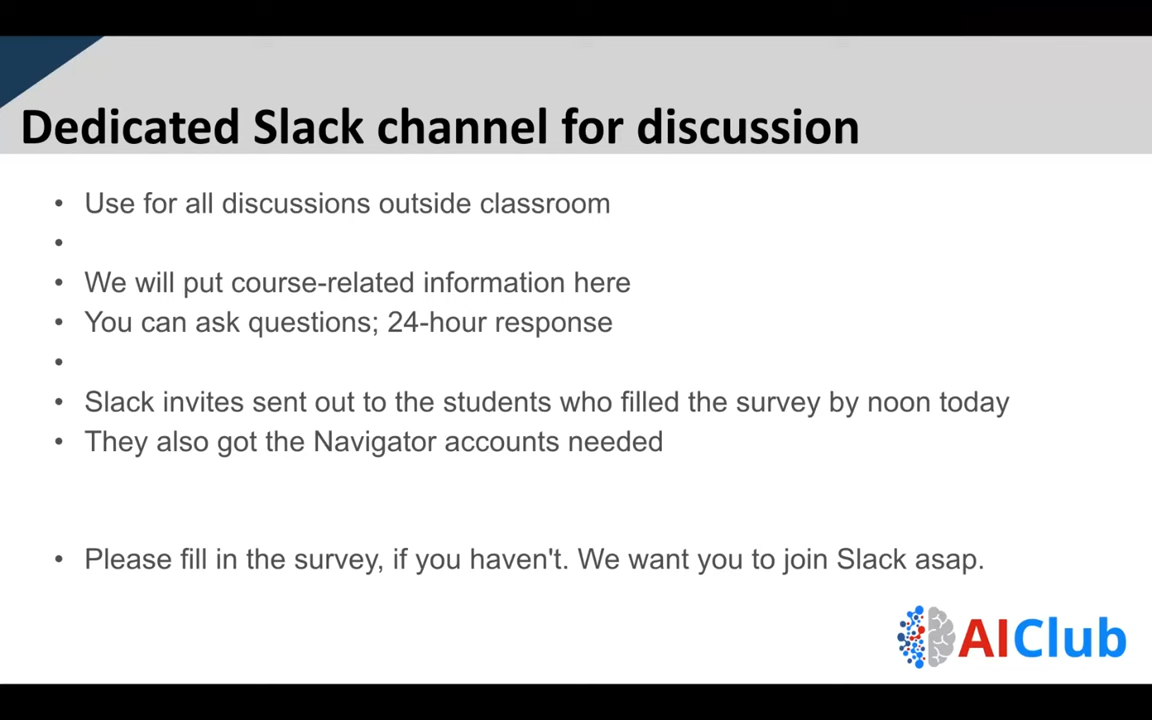 Dedicated Slack channel for discussion
• Use for all discussions outside classroom
•
• We will put course-related information here
• You can ask questions; 24-hour response
•
• Slack invites sent out to the students who filled the survey by noon today
• They also got the Navigator accounts needed
• Please fill in the survey, if you haven't. We want you to join Slack asap.
AIClub